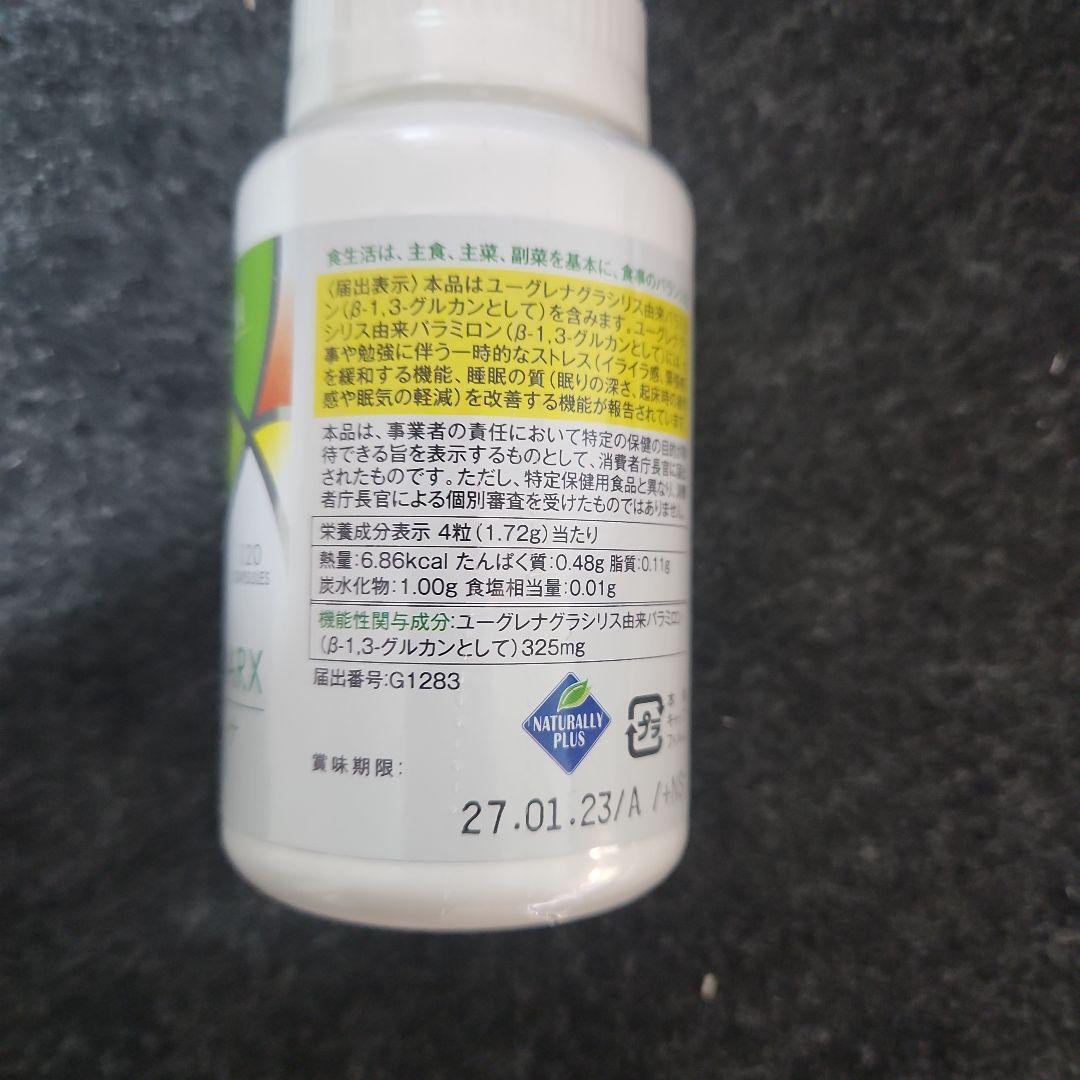 食生活は、主食、主菜、副菜を基本に、食事のバラン
〈届出表示〉本品はユーグレナグラシリス由来パラ
ン(β-1,3-グルカンとして)を含みます。ユーグレナグラ
シリス由来パラミロン(β-1,3-グルカンとして)には、
事や勉強に伴う一時的なストレス(イライラ感、
を緩和する機能、睡眠の質(眠りの深さ、起床時の
感や眠気の軽減)を改善する機能が報告されています
本品は、事業者の責任において特定の保健の目的が
待できる旨を表示するものとして、消費者庁長官に届出
されたものです。ただし、特定保健用食品と異なり、消費
者庁長官による個別審査を受けたものではありません。
栄養成分表示 4粒(1.72g)当たり
熱量:6.86kcal たんぱく質:0.48g 脂質:0.11g
炭水化物:1.00g 食塩相当量:0.01g
機能性関与成分:ユーグレナグラシリス由来パラミロン
(β-1,3-グルカンとして)325mg
届出番号:G1283
NATURALLY
PLUS
プラ
賞味期限:
27.01.23/A /+NS
120
ARX